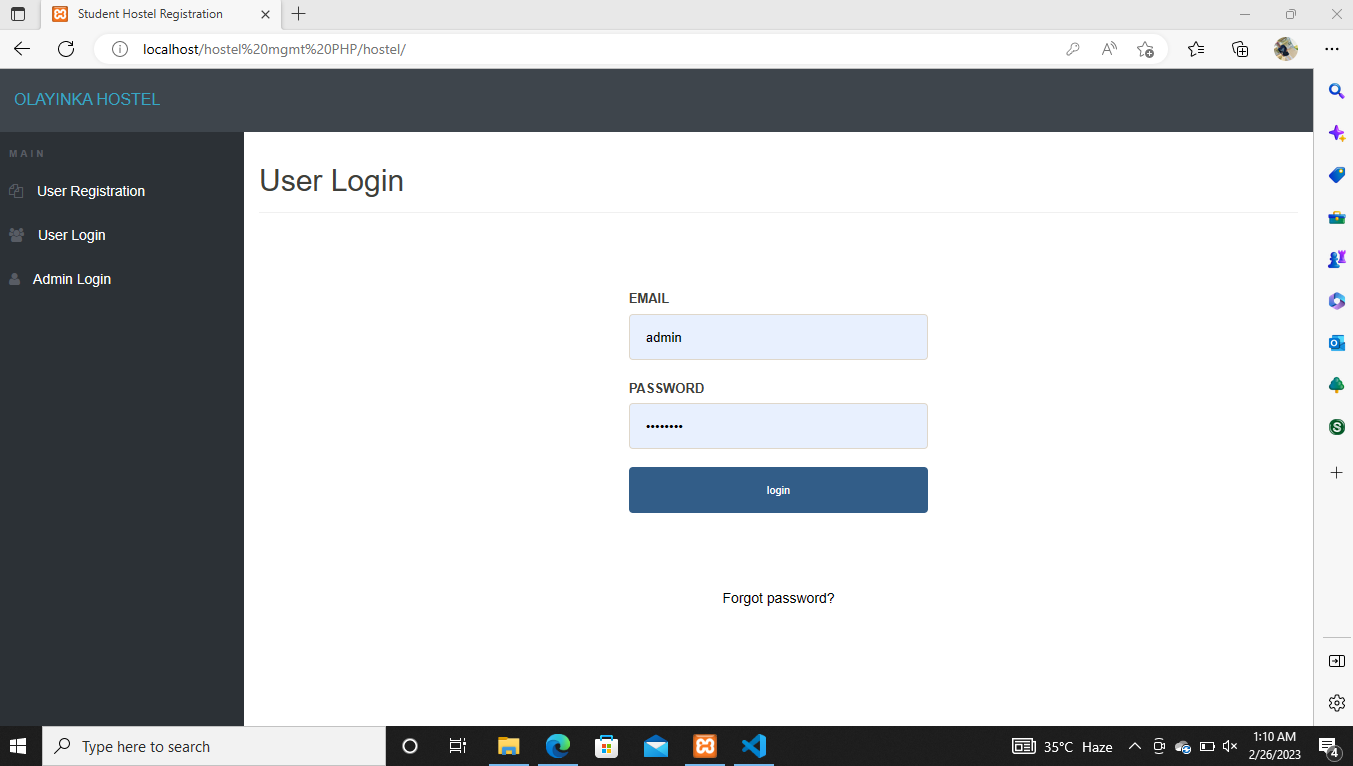 Student Hostel Registration
localhost/hostel%20mgmt%20PHP/hostel/
OLAYINKA HOSTEL
MAIN
User Registration
User Login
Admin Login
User Login
EMAIL
admin
PASSWORD
••••••••
login
Forgot password?
Type here to search
35°C Haze
1:10 AM
2/26/2023
4